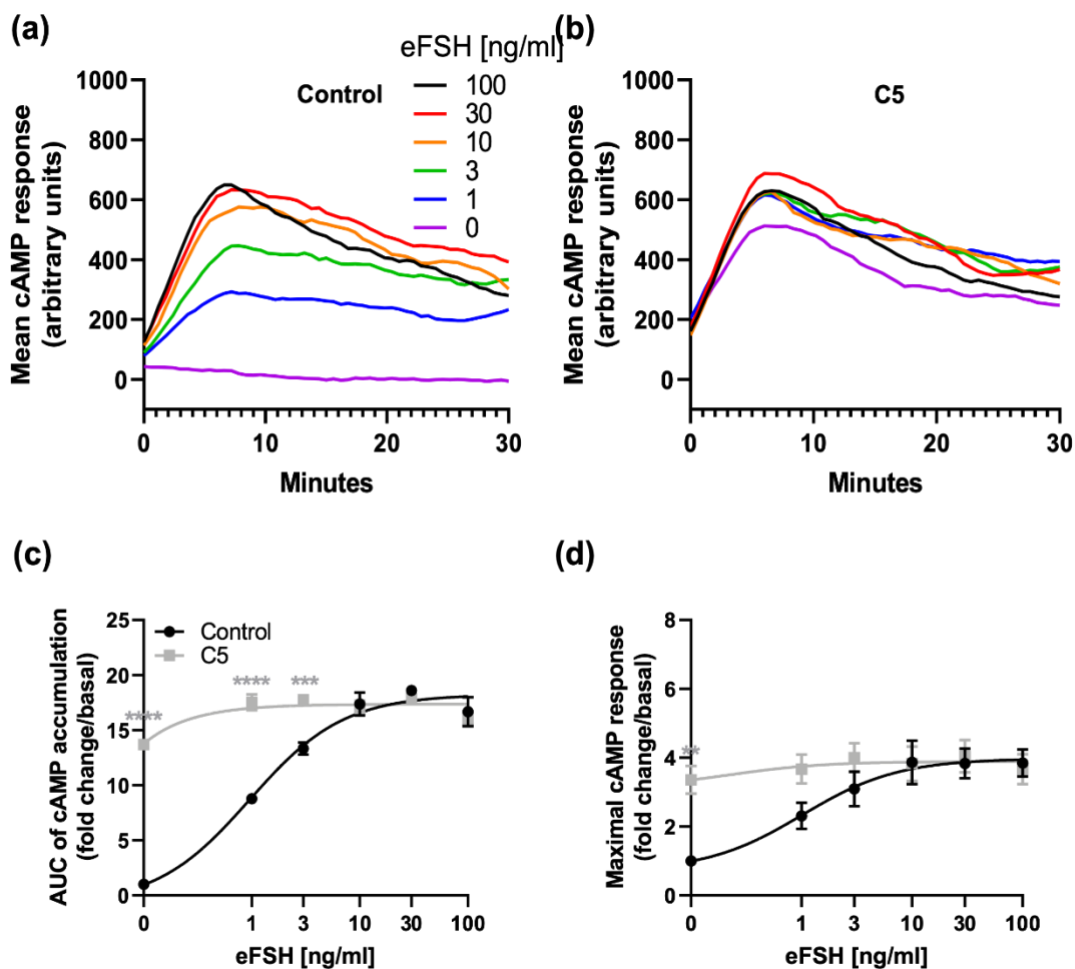 (a)
eFSH [ng/ml]
100
30
10
3
1
0
Control
1000
800
600
400
200
0
Mean cAMP response
(arbitrary units)
0
10
20
30
Minutes
(b)
C5
1000
800
600
400
200
0
Mean cAMP response
(arbitrary units)
0
10
20
30
Minutes
(c)
25
20
15
10
5
0
AUC of cAMP accumulation
(fold change/basal)
Control
C5
****
****
***
0
1
3
10
30
100
eFSH [ng/ml]
(d)
8
6
4
2
0
Maximal cAMP response
(fold change/basal)
**
0
1
3
10
30
100
eFSH [ng/ml]